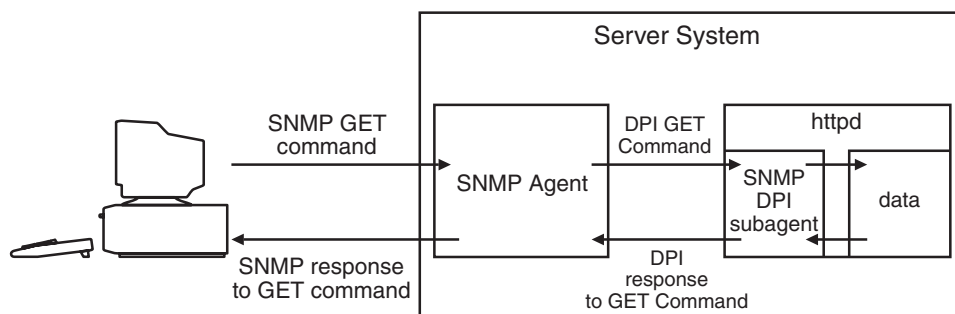 Server System
SNMP GET
command
SNMP Agent
DPI GET
Command
httpd
SNMP
DPI
subagent
data
SNMP response
to GET command
DPI
response
to GET Command